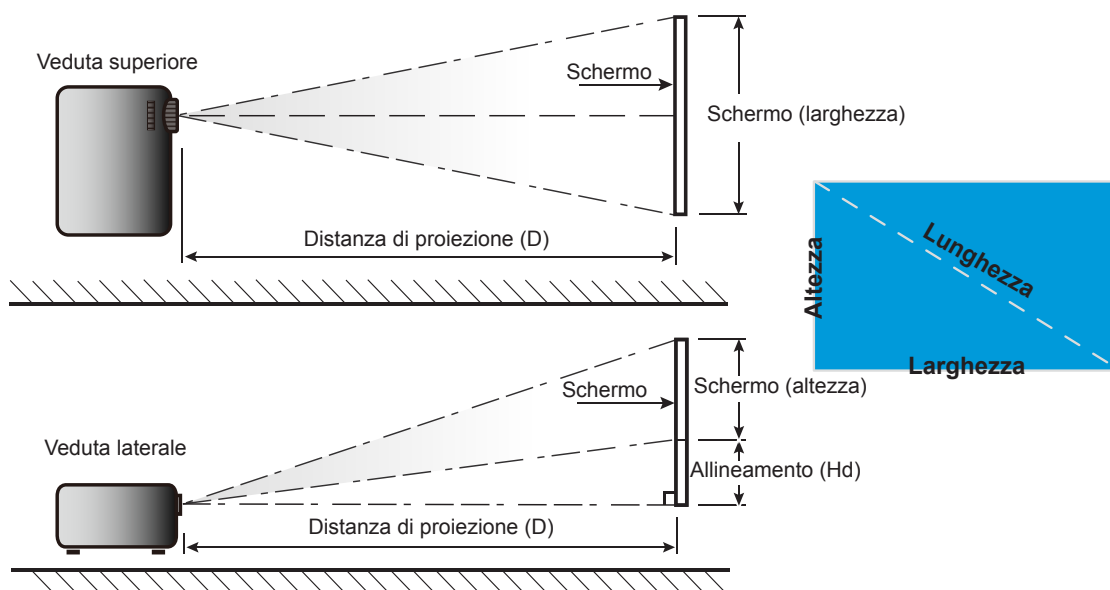 Veduta superiore
Schermo
Schermo (larghezza)
Distanza di proiezione (D)
Altezza
Lunghezza
Larghezza
Schermo
Schermo (altezza)
Veduta laterale
Allineamento (Hd)
Distanza di proiezione (D)